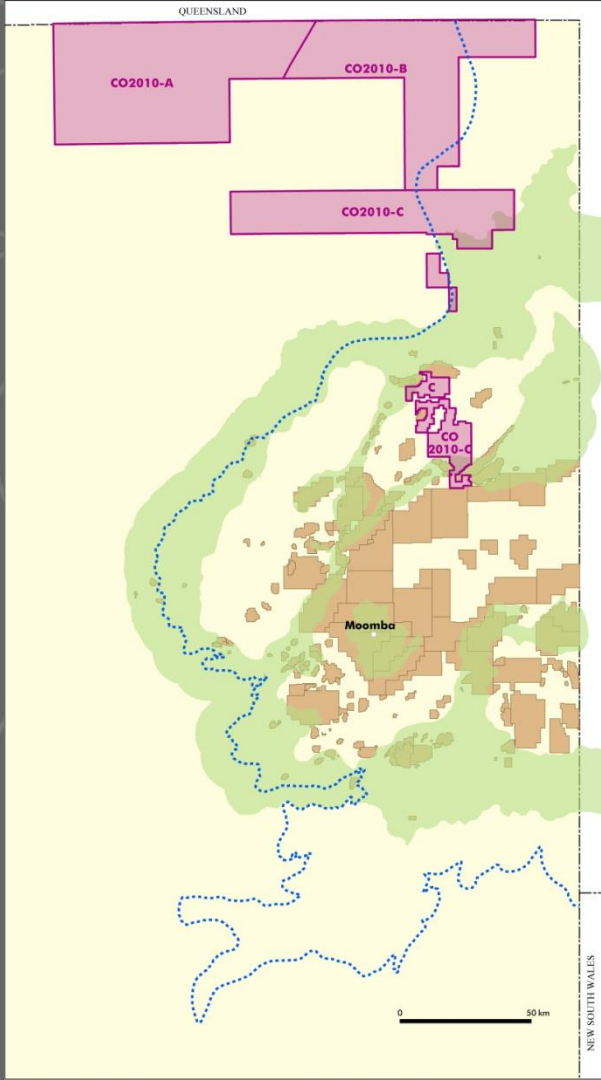 QUEENSLAND
CO2010-A
CO2010-B
CO2010-C
C
CO
2010-C
Moomba
0 50 km
NEW SOUTH WALES